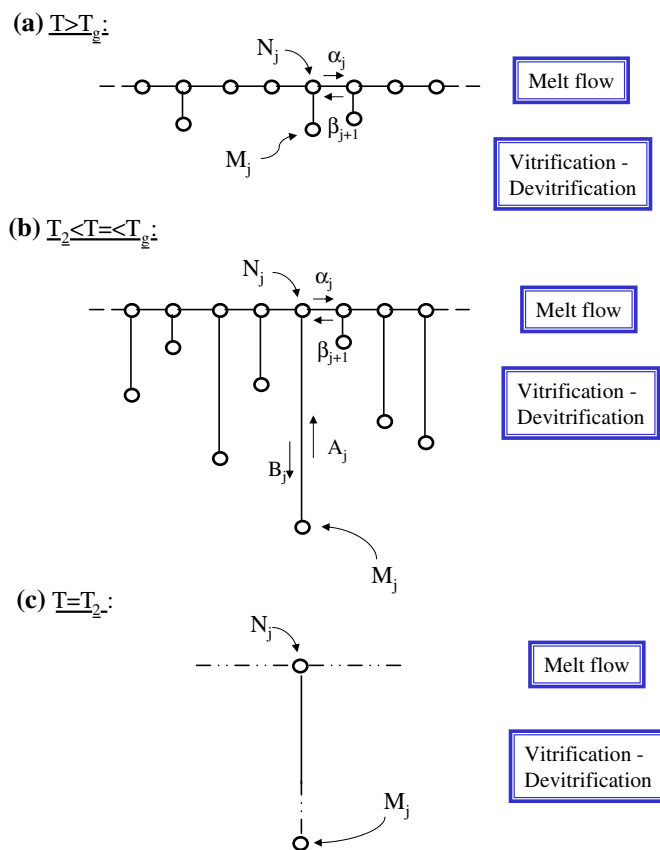 (a) T>Tg:
Nj
αj
βj+1
Mj
Melt flow
Vitrification -
Devitrification
(b) T2<T=<Tg:
Nj
αj
βj+1
Aj
Bj
Mj
Melt flow
Vitrification -
Devitrification
(c) T=T2 :
Nj
Mj
Melt flow
Vitrification -
Devitrification